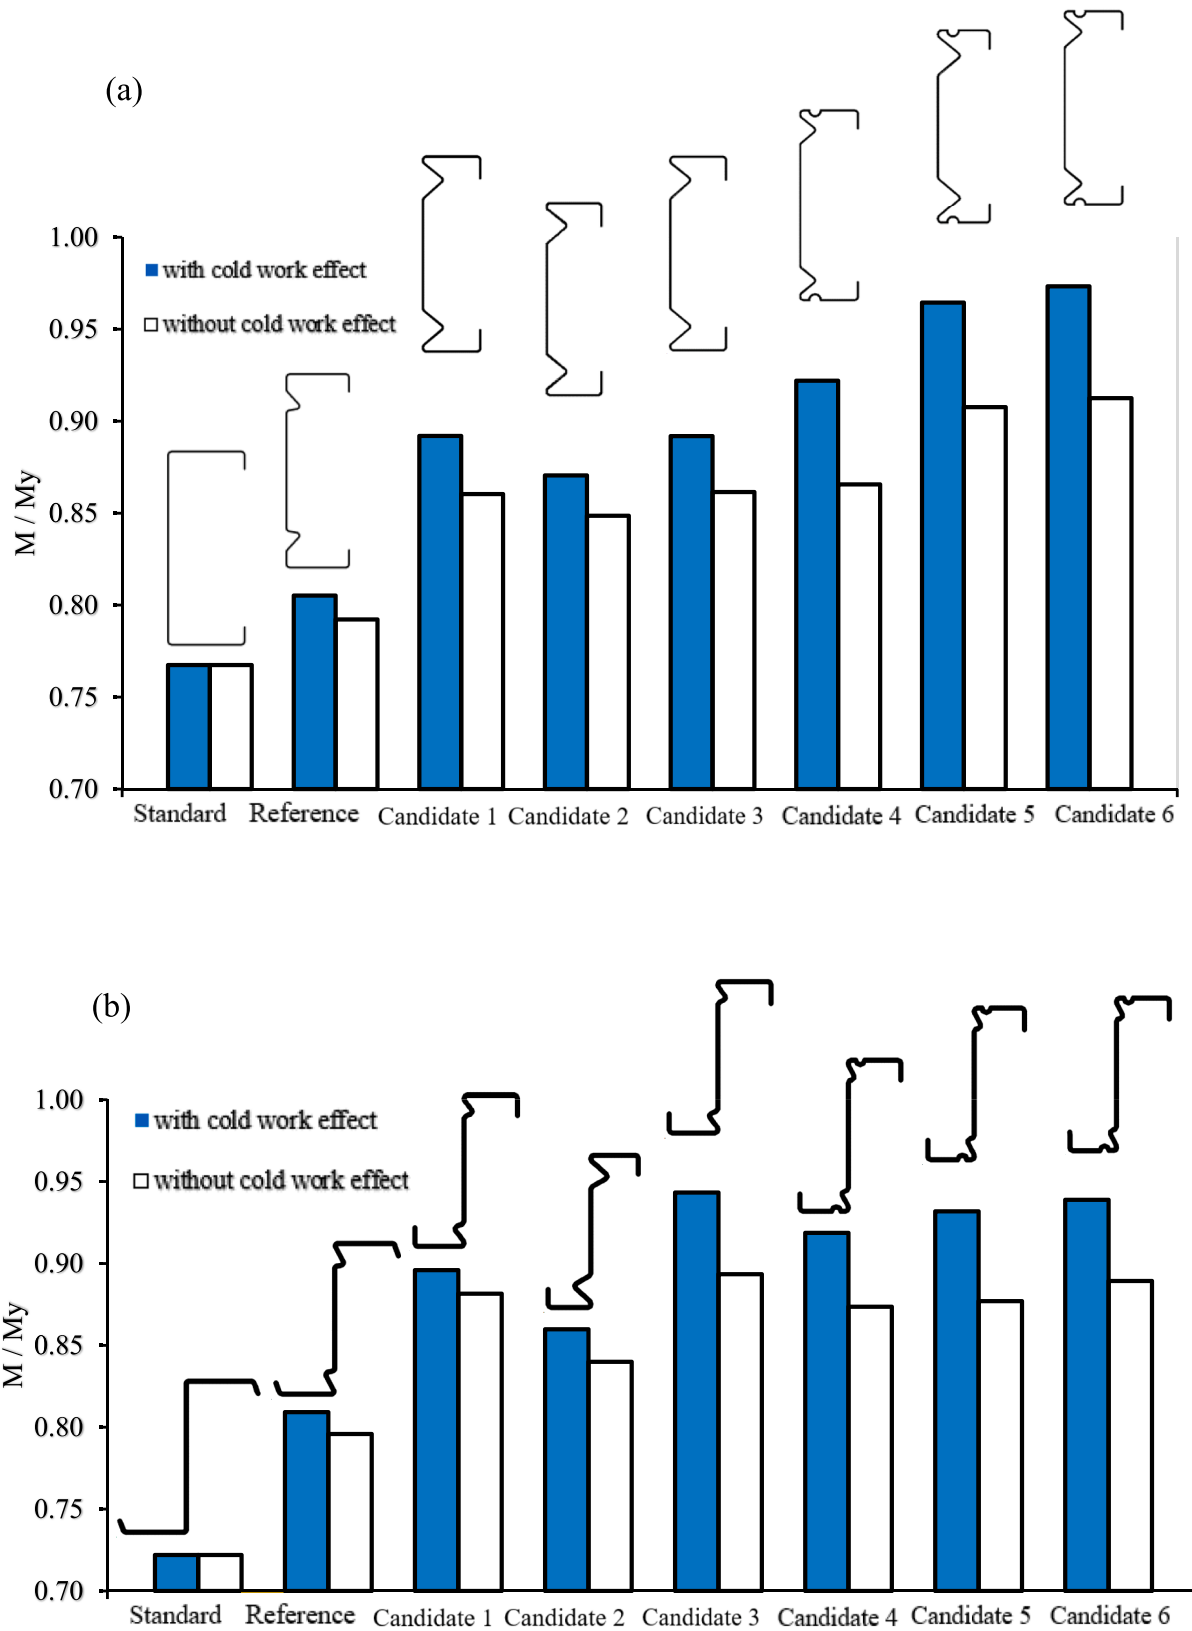 (a)
1.00
with cold work effect
0.95
without cold work effect
0.90
0.85
0.80
0.75
0.70
M / My
Standard Reference Candidate 1 Candidate 2 Candidate 3 Candidate 4 Candidate 5 Candidate 6
(b)
1.00
with cold work effect
0.95
without cold work effect
0.90
0.85
0.80
0.75
0.70
M / My
Standard Reference Candidate 1 Candidate 2 Candidate 3 Candidate 4 Candidate 5 Candidate 6